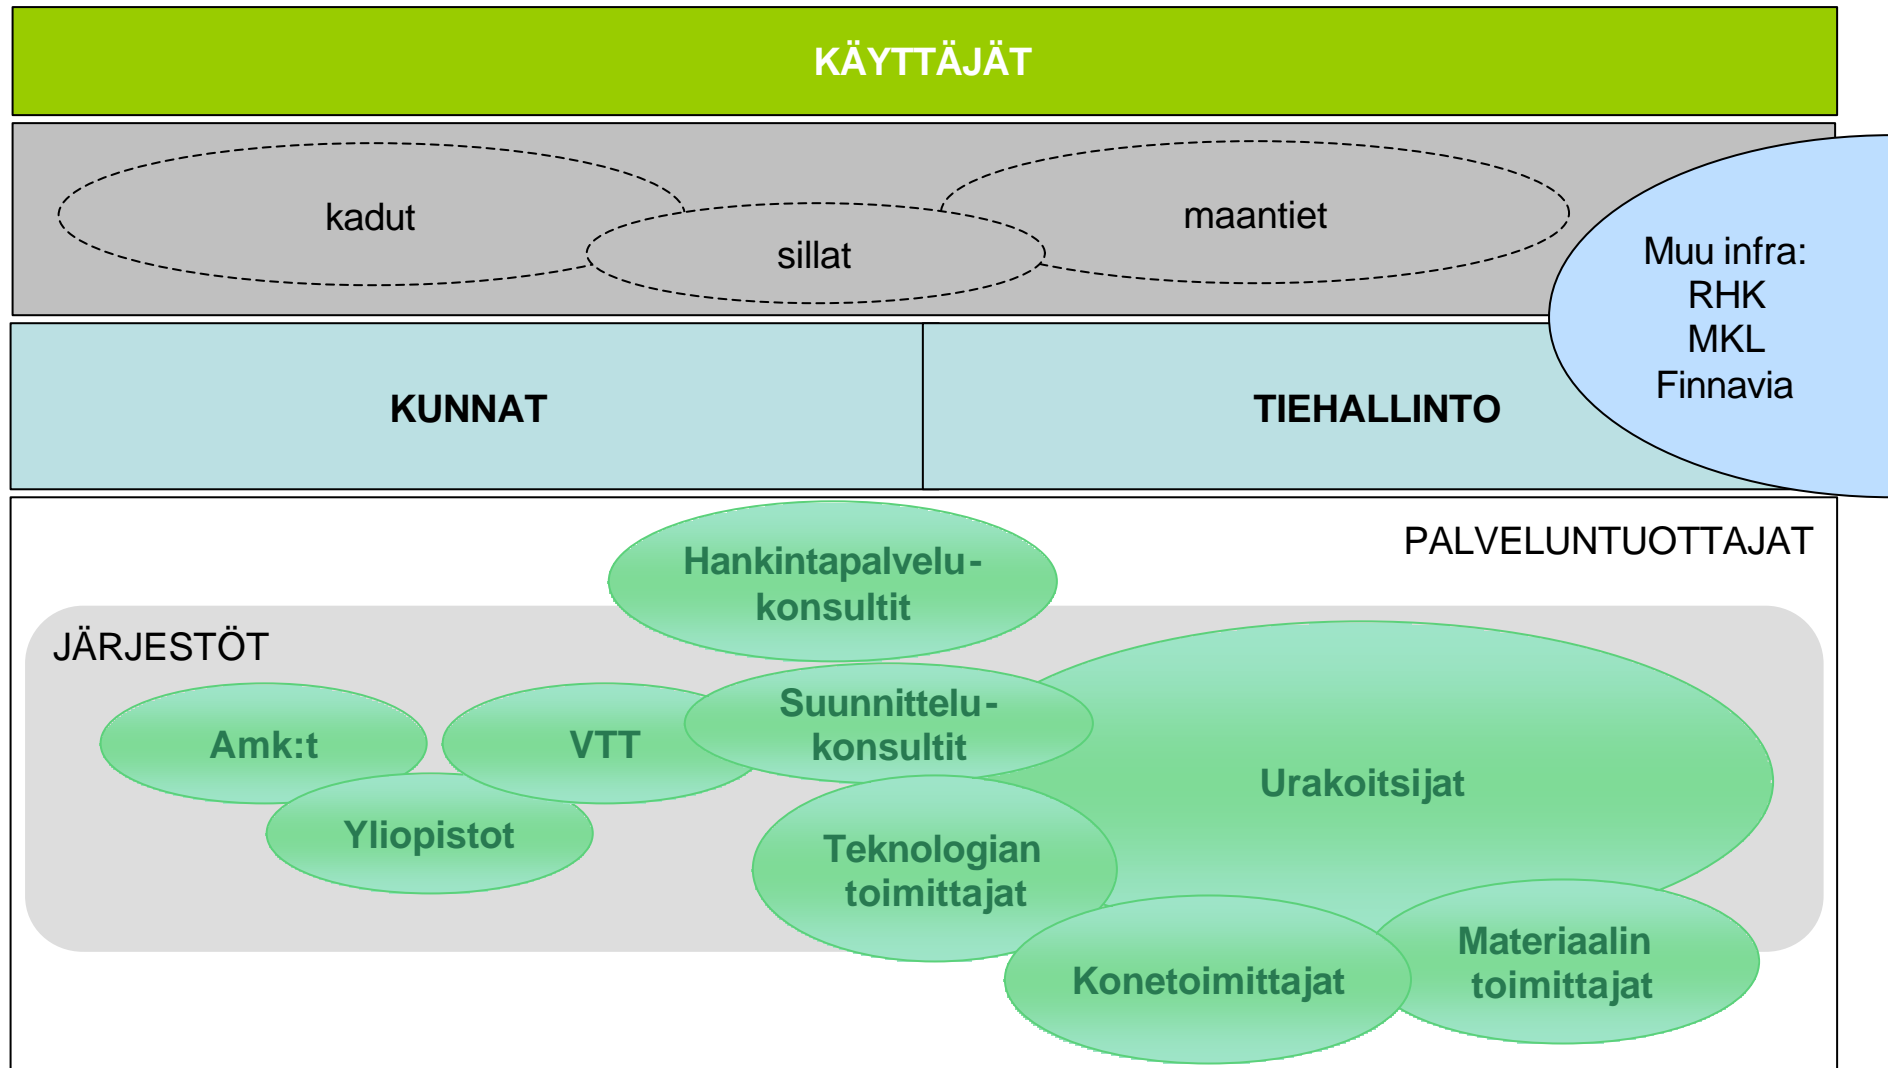 KÄYTTÄJÄT
kadut
sillat
maantiet
Muu infra:
RHK
MKL
Finnavia
KUNNAT
TIEHALLINTO
PALVELUNTUOTTAJAT
Hankintapalvelu-
konsultit
JÄRJESTÖT
Suunnittelu-
konsultit
Amk:t
VTT
Urakoitsijat
Yliopistot
Teknologian
toimittajat
Materiaalin
toimittajat
Konetoimittajat